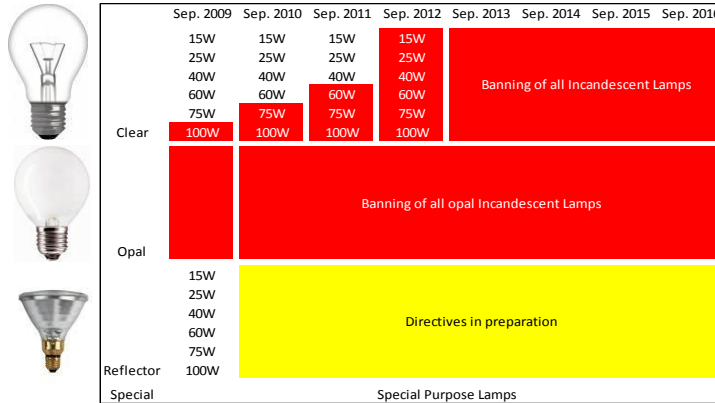 Sep. 2009 Sep. 2010 Sep. 2011 Sep. 2012 Sep. 2013 Sep. 2014 Sep. 2015 Sep. 2016
15W 15W 15W 15W
25W 25W 25W 25W
40W 40W 40W 40W
60W 60W 60W 60W
75W 75W 75W 75W
Clear 100W 100W 100W 100W
Banning of all Incandescent Lamps
Banning of all opal Incandescent Lamps
Opal
15W
25W
40W
60W
75W
Reflector 100W
Directives in preparation
Special Special Purpose Lamps